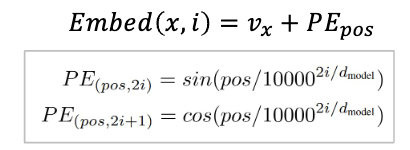 Embed(x, i) = v_x + PE_pos
PE_(pos,2i) = sin(pos/10000^{2i/d_model})
PE_(pos,2i+1) = cos(pos/10000^{2i/d_model})